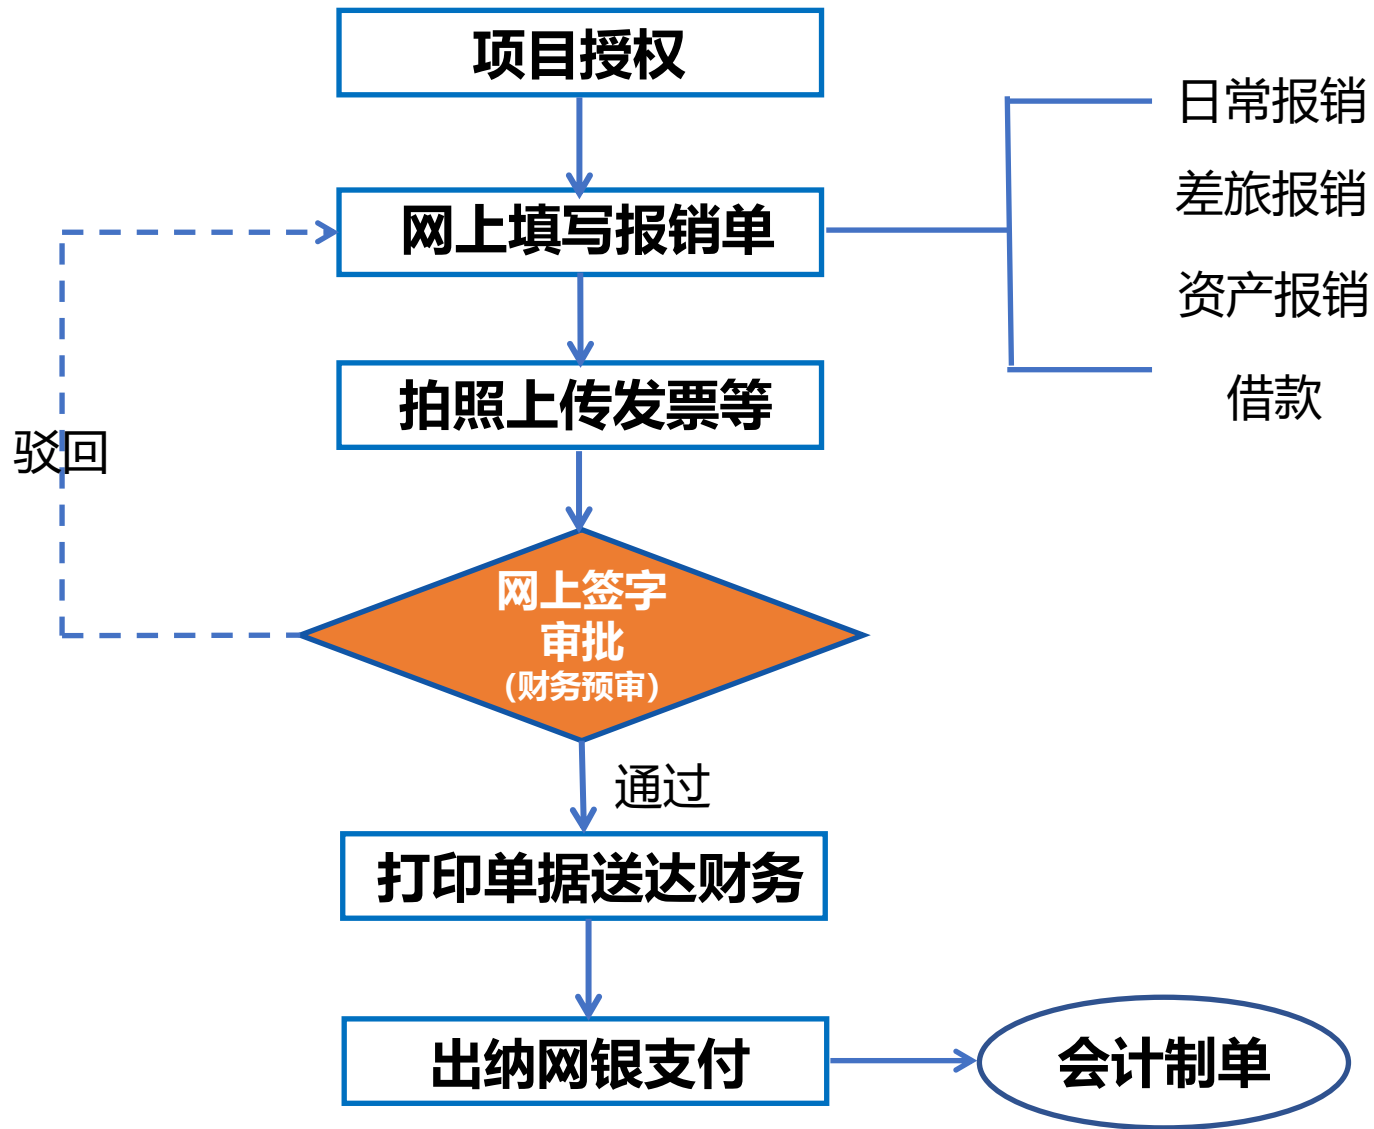 项目授权
日常报销
差旅报销
网上填写报销单
资产报销
拍照上传发票等
借款
驳回
网上签字
审批
（财务预审）
通过
打印单据送达财务
出纳网银支付
会计制单